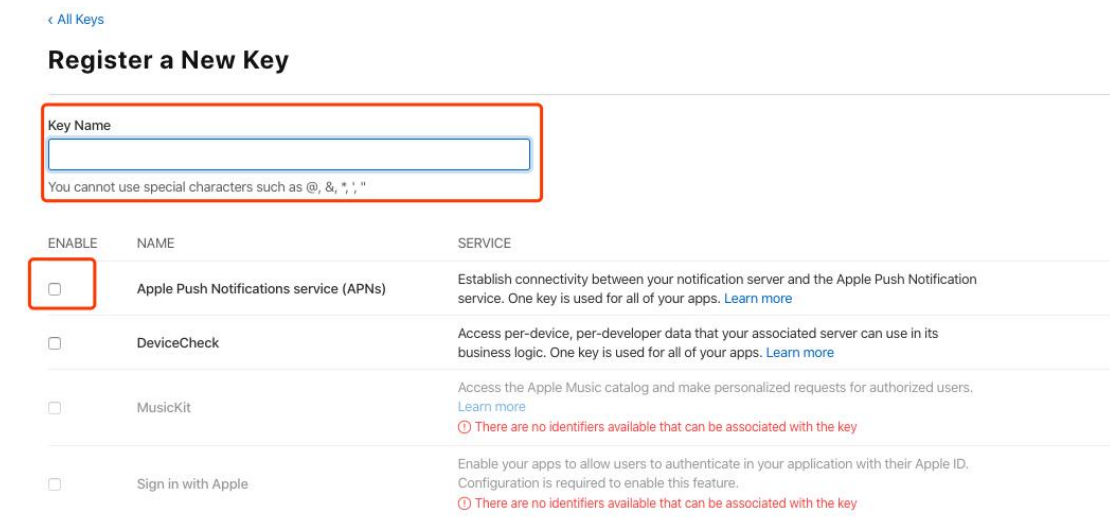 ‹ All Keys
Register a New Key
Key Name
You cannot use special characters such as @, &, *, ', "
ENABLE NAME SERVICE
Apple Push Notifications service (APNs)
Establish connectivity between your notification server and the Apple Push Notification
service. One key is used for all of your apps. Learn more
DeviceCheck
Access per-device, per-developer data that your associated server can use in its
business logic. One key is used for all of your apps. Learn more
MusicKit
Access the Apple Music catalog and make personalized requests for authorized users.
Learn more
There are no identifiers available that can be associated with the key
Sign in with Apple
Enable your apps to allow users to authenticate in your application with their Apple ID.
Configuration is required to enable this feature.
There are no identifiers available that can be associated with the key